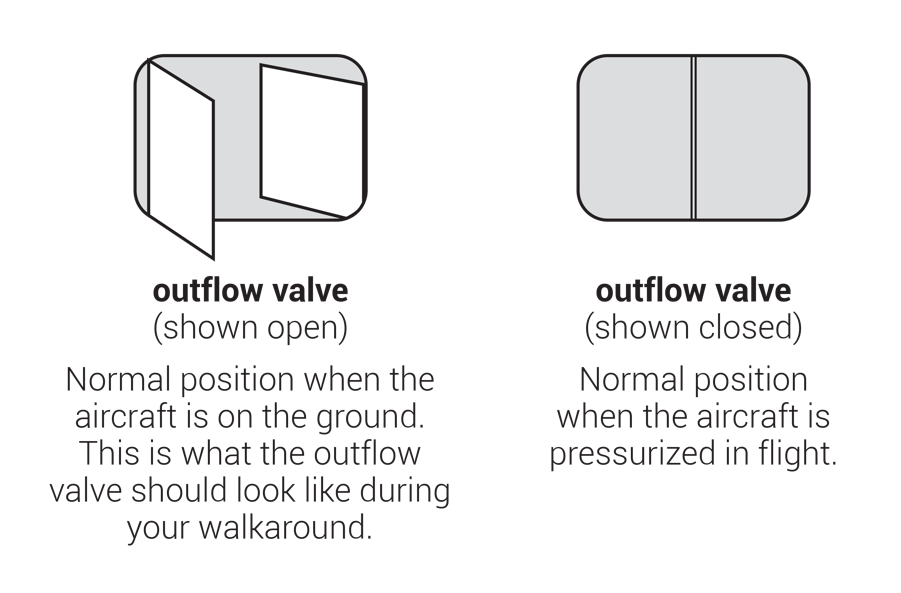 outflow valve
(shown open)
Normal position when the
aircraft is on the ground.
This is what the outflow
valve should look like during
your walkaround.
outflow valve
(shown closed)
Normal position
when the aircraft is
pressurized in flight.